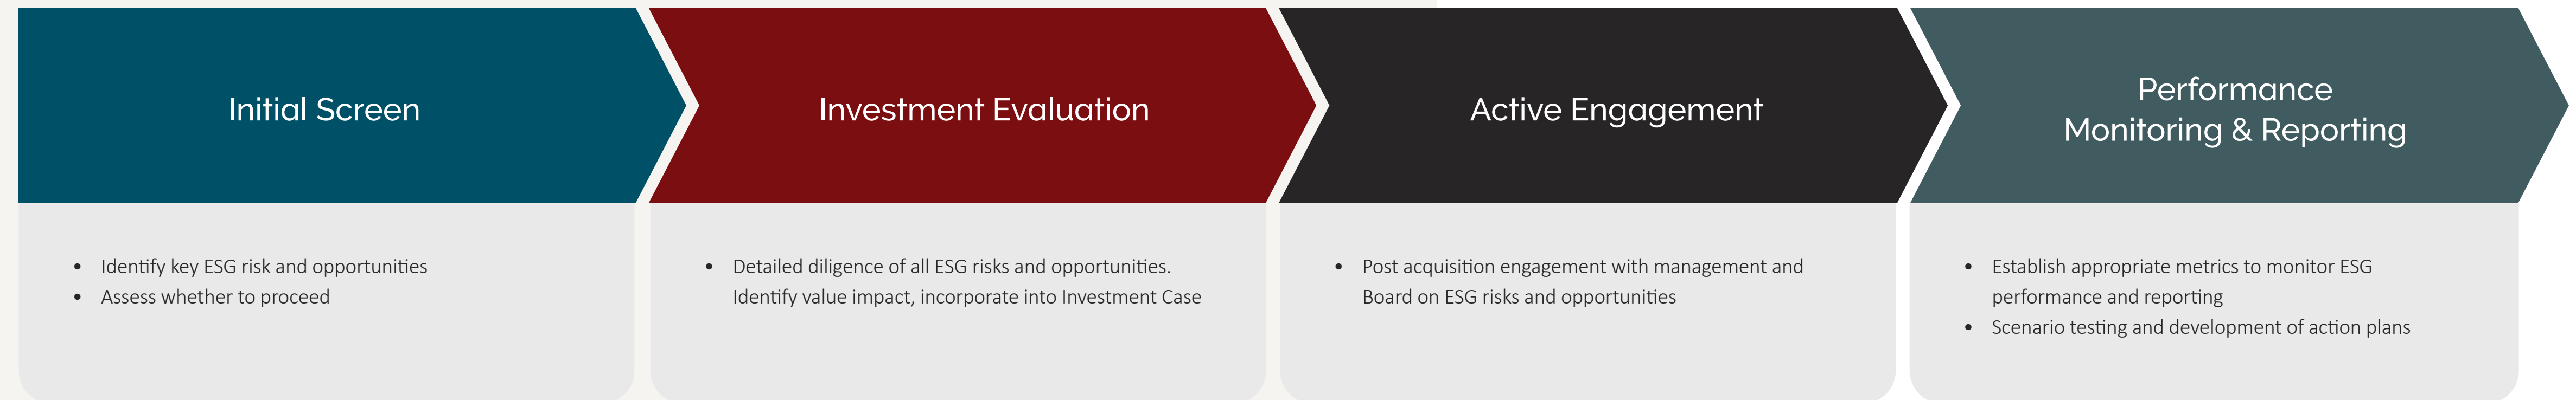 Initial Screen
Investment Evaluation
Active Engagement
Performance
Monitoring & Reporting
• Identify key ESG risk and opportunities
• Assess whether to proceed
• Detailed diligence of all ESG risks and opportunities.
Identify value impact, incorporate into Investment Case
• Post acquisition engagement with management and
Board on ESG risks and opportunities
• Establish appropriate metrics to monitor ESG
performance and reporting
• Scenario testing and development of action plans